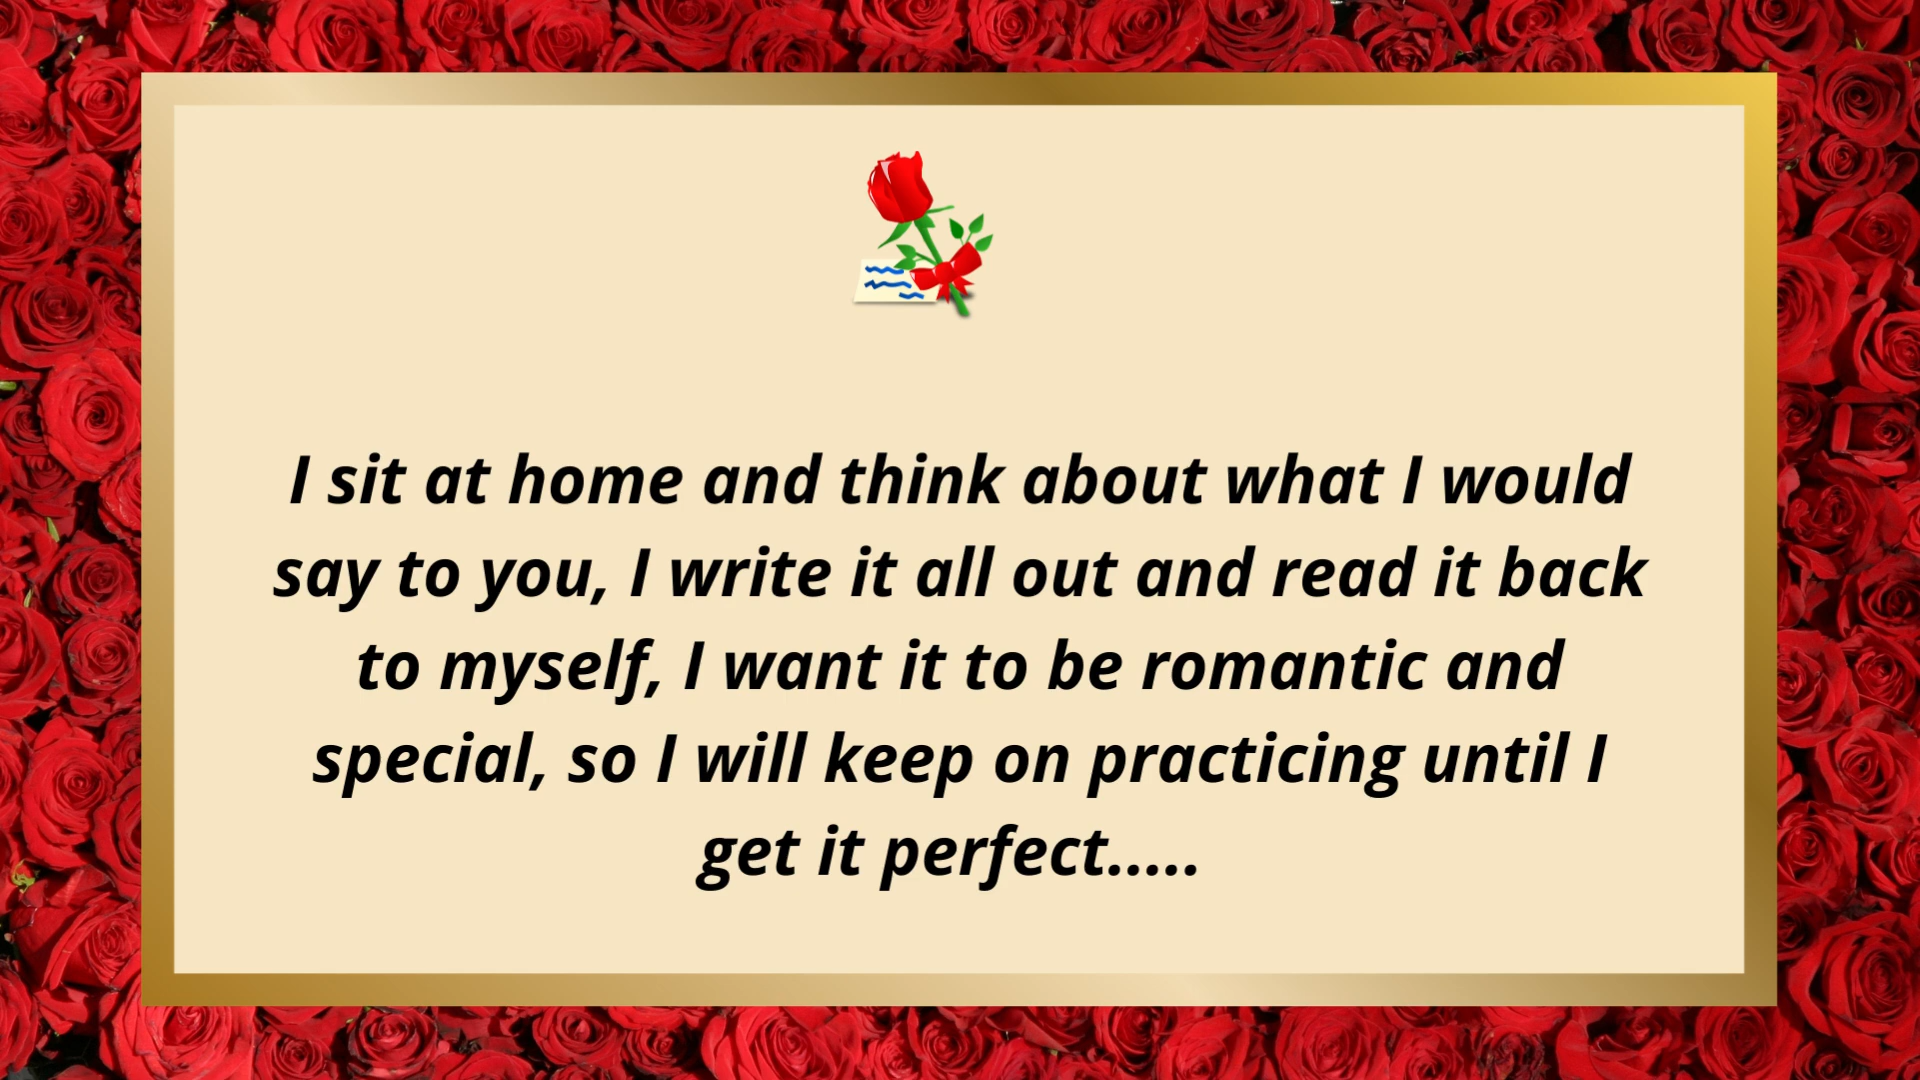 I sit at home and think about what I would
say to you, I write it all out and read it back
to myself, I want it to be romantic and
special, so I will keep on practicing until I
get it perfect.....